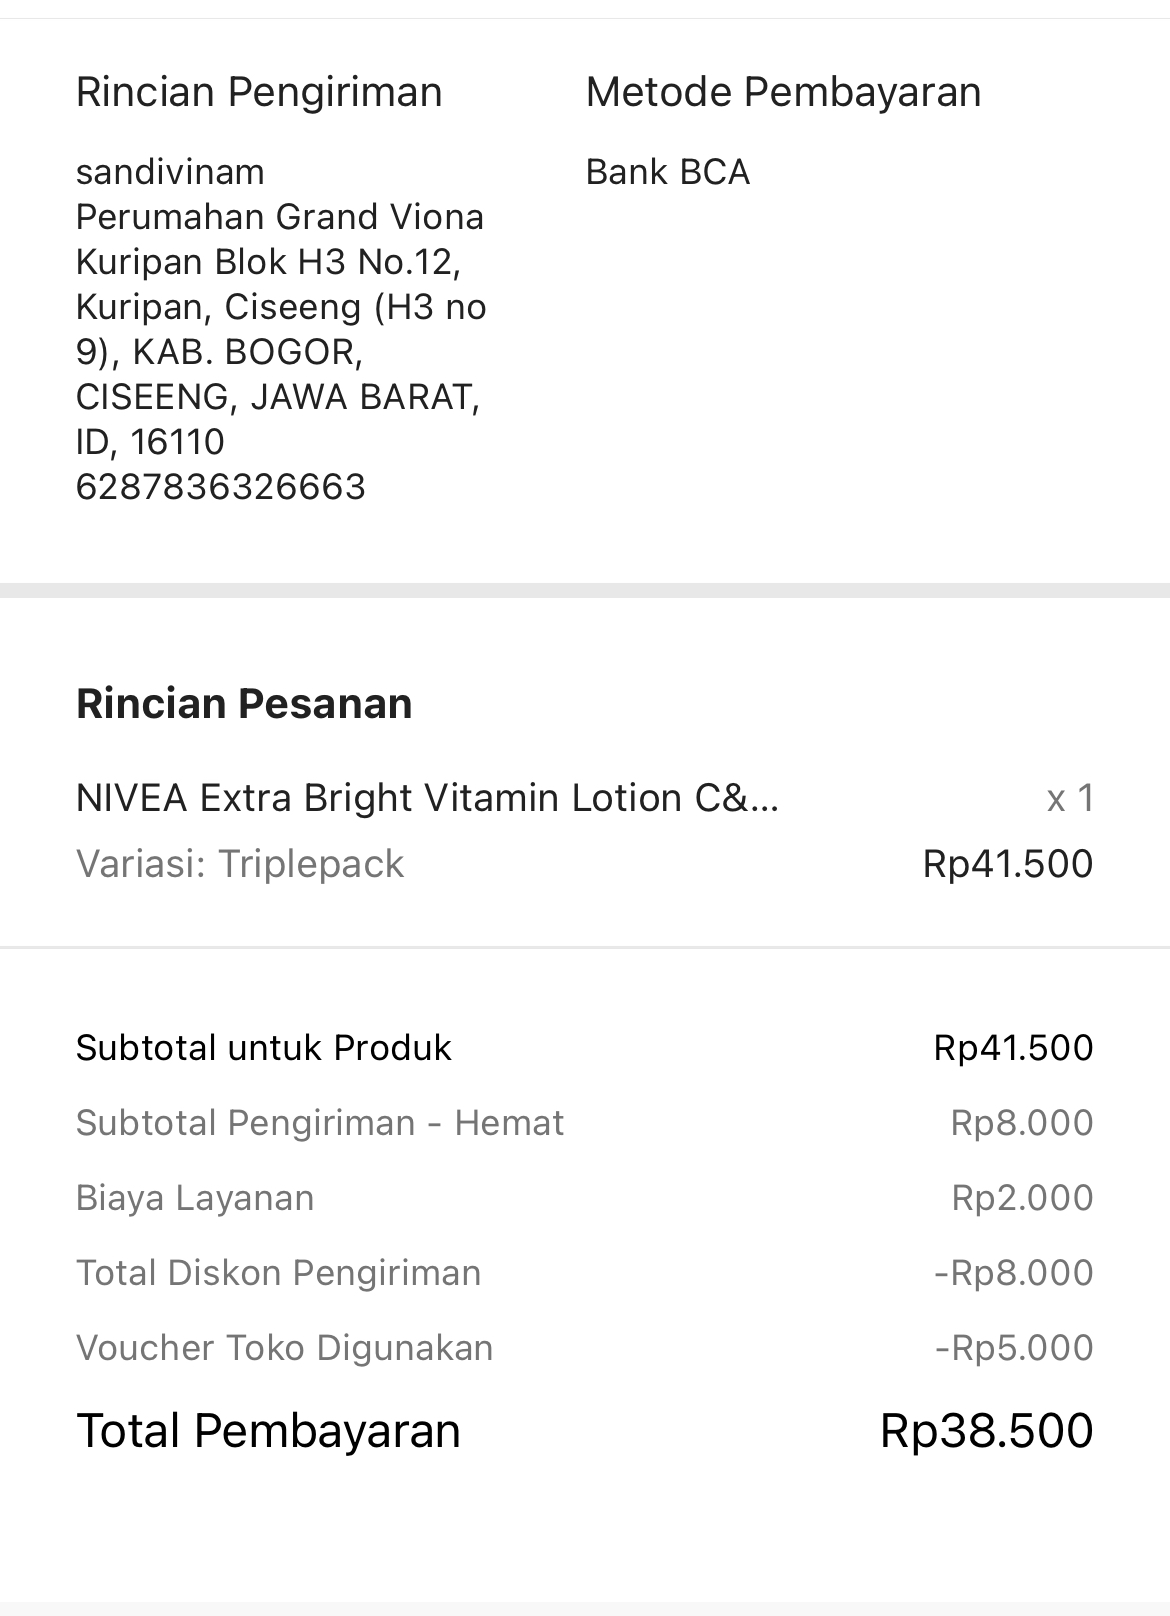 Rincian Pengiriman
sandivinam
Perumahan Grand Viona
Kuripan Blok H3 No.12,
Kuripan, Ciseeng (H3 no
9), KAB. BOGOR,
CISEENG, JAWA BARAT,
ID, 16110
6287836326663
Metode Pembayaran
Bank BCA
Rincian Pesanan
NIVEA Extra Bright Vitamin Lotion C&... x 1
Variasi: Triplepack Rp41.500
Subtotal untuk Produk Rp41.500
Subtotal Pengiriman - Hemat Rp8.000
Biaya Layanan Rp2.000
Total Diskon Pengiriman -Rp8.000
Voucher Toko Digunakan -Rp5.000
Total Pembayaran Rp38.500